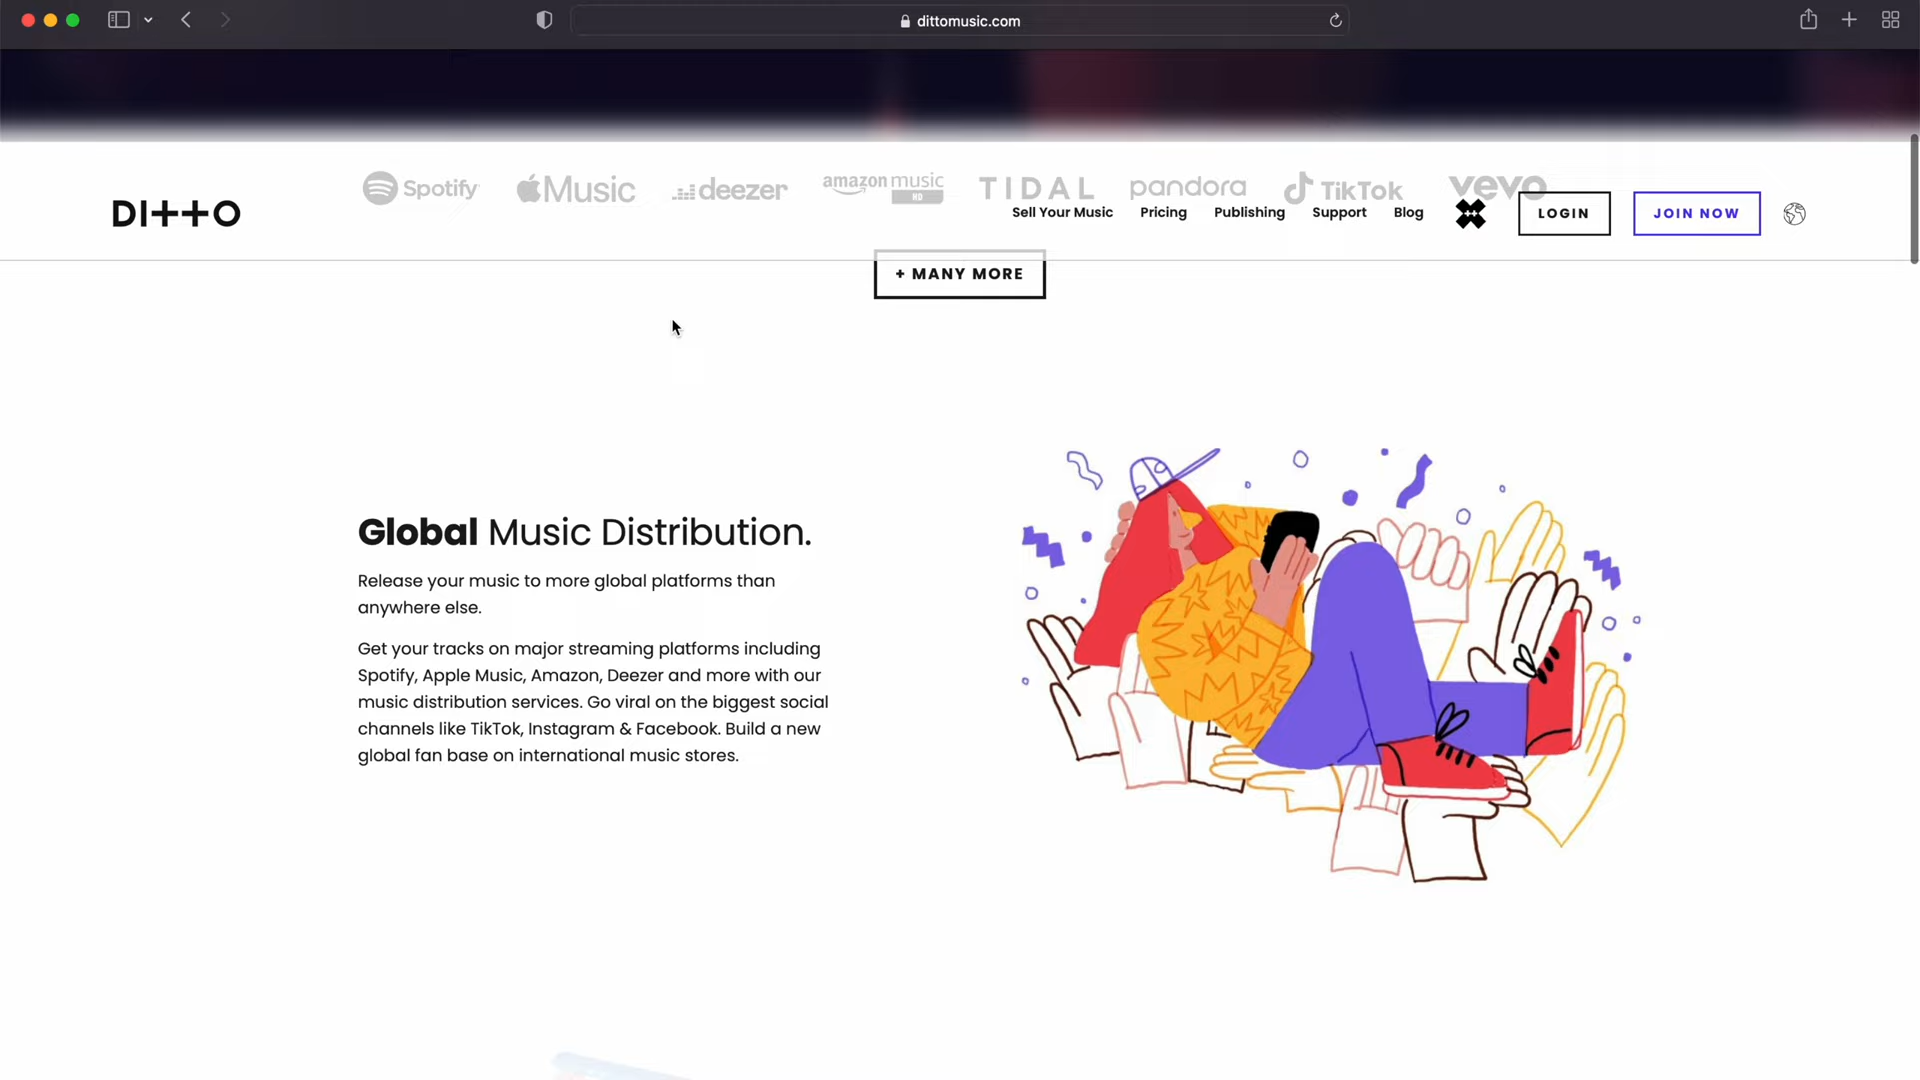 dittomusic.com
Spotify
Music
deezer
amazon music
HD
TIDAL
pandora
TikTok
vevo
DITTO
Sell Your Music
Pricing
Publishing
Support
Blog
LOGIN
JOIN NOW
+ MANY MORE
Global Music Distribution.
Release your music to more global platforms than
anywhere else.
Get your tracks on major streaming platforms including
Spotify, Apple Music, Amazon, Deezer and more with our
music distribution services. Go viral on the biggest social
channels like TikTok, Instagram & Facebook. Build a new
global fan base on international music stores.